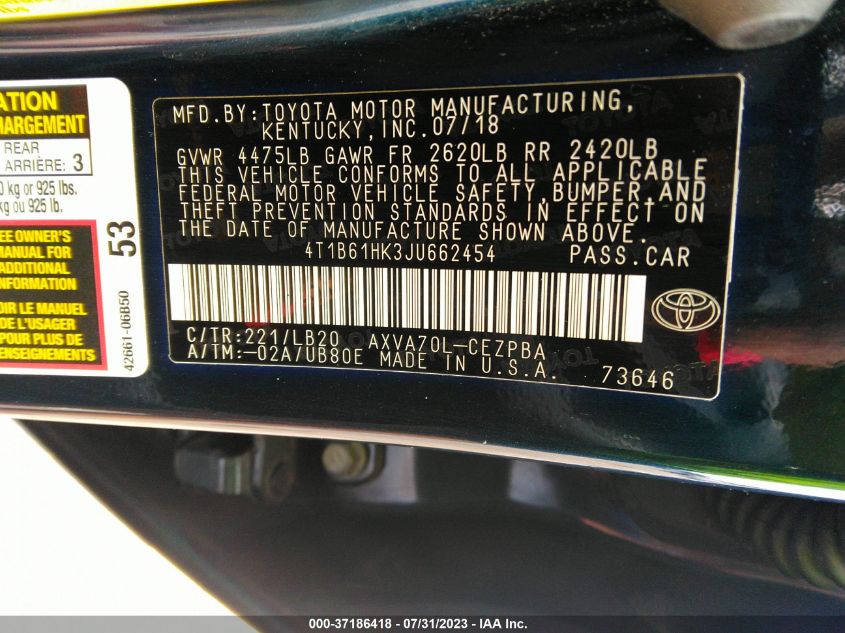 lbs.
ATION
HARGEMENT
REAR
ARRIÈRE: 3
0 kg or 925 lbs.
kg ou 925 lb.
EE OWNER'S
MANUAL FOR
ADDITIONAL
NFORMATION
OIR LE MANUEL
DE L'USAGER
POUR PLUS DE
ENSEIGNEMENTS
53
42661-06B50
MFD.BY:TOYOTA MOTOR MANUFACTURING,
KENTUCKY,INC.07/18
GVWR 4475LB GAWR FR 2620LB RR 2420LB
THIS VEHICLE CONFORMS TO ALL APPLICABLE
FEDERAL MOTOR VEHICLE SAFETY,BUMPER,AND
THEFT PREVENTION STANDARDS IN EFFECT ON
THE DATE OF MANUFACTURE SHOWN ABOVE.
4T1B61HK3JU662454 PASS.CAR
C/TR:221/LB20 AXVA70L-CEZPBA
A/TM:-02A/UB80E MADE IN U.S.A. 73646
000-37186418 - 07/31/2023 - IAA Inc.